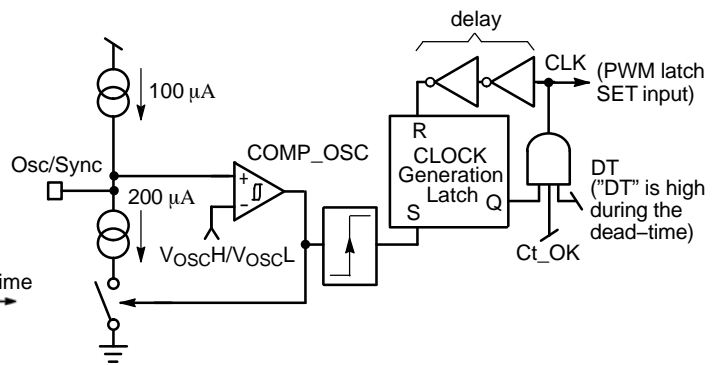 delay
CLK
(PWM latch
SET input)
100 µA
R
Osc/Sync
COMP_OSC
CLOCK
Generation
Latch
200 µA
+
−
S
Q
DT
("DT" is high
during the
dead−time)
VOSCH/VOSCL
Ct_OK
ime